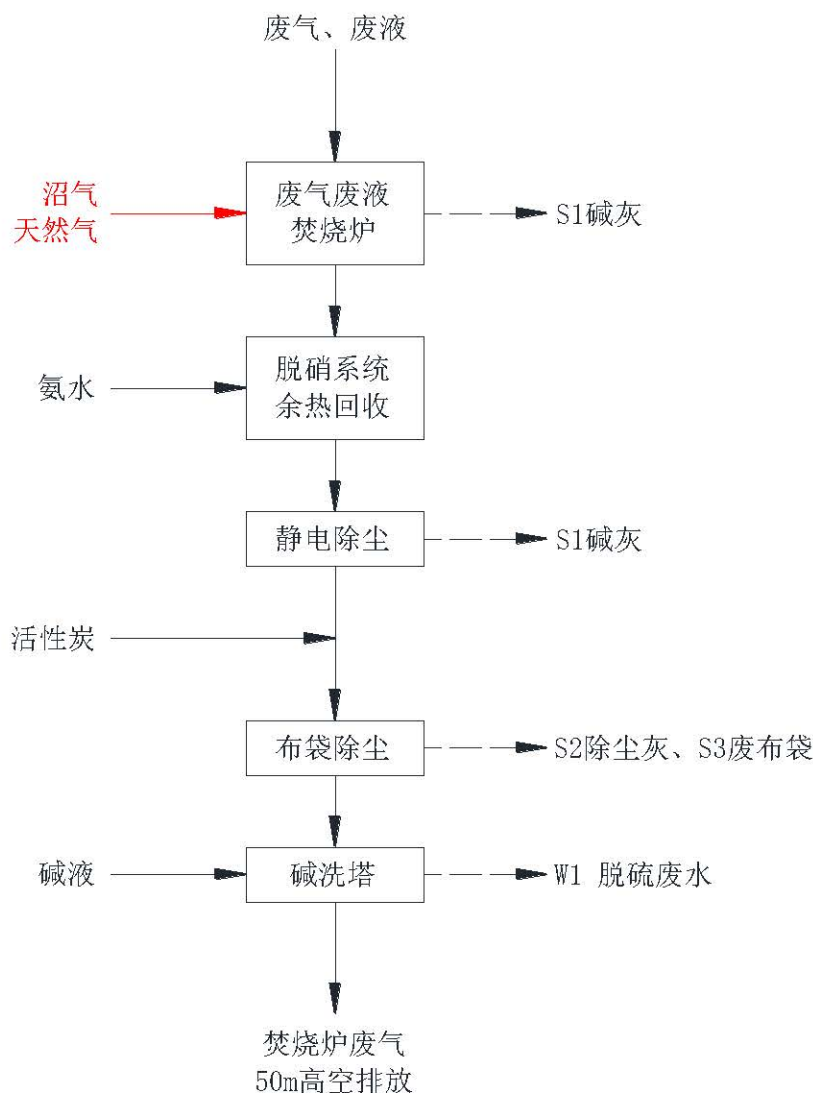 废气、废液
沼气
天然气
废气废液
焚烧炉
S1碱灰
氨水
脱硝系统
余热回收
静电除尘
S1碱灰
活性炭
布袋除尘
S2除尘灰、S3废布袋
碱液
碱洗塔
W1 脱硫废水
焚烧炉废气
50m高空排放